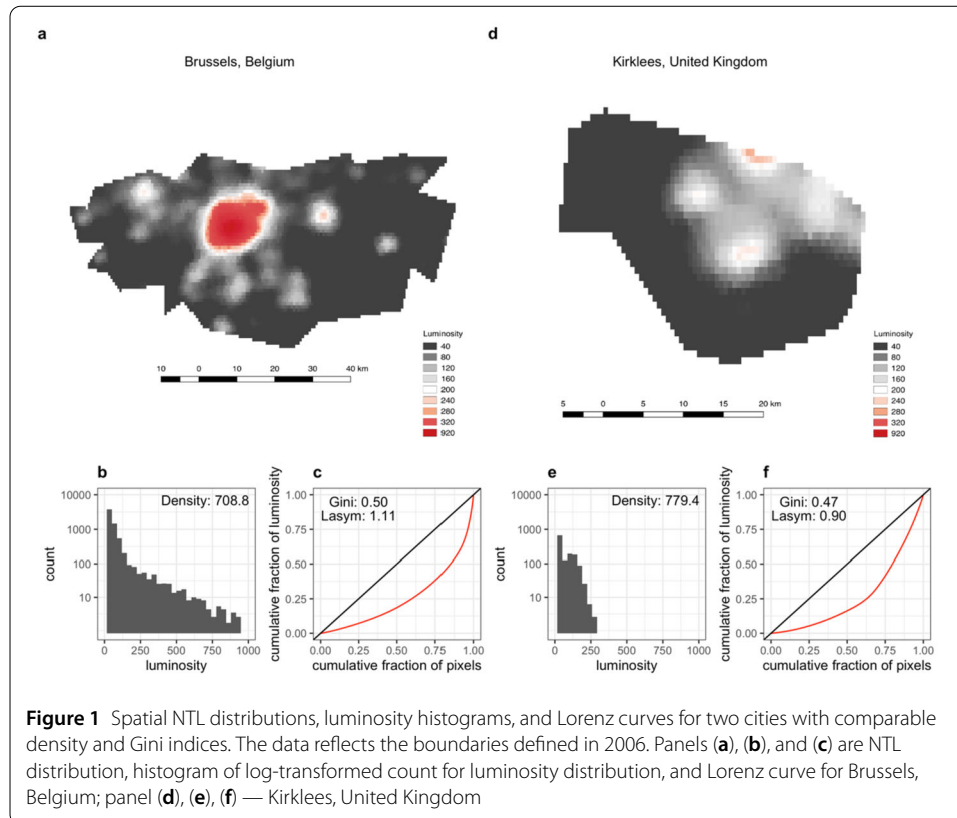 a
Brussels, Belgium
Luminosity
40
80
120
160
200
240
280
320
920
10 0 10 20 30 40 km
d
Kirklees, United Kingdom
Luminosity
40
80
120
160
200
240
280
320
920
5 0 5 10 15 20 km
b
Density: 708.8
count
10000
1000
100
10
0 250 500 750 1000
luminosity
c
Gini: 0.50
Lasym: 1.11
cumulative fraction of luminosity
1.00
0.75
0.50
0.25
0.00
0.00 0.25 0.50 0.75 1.00
cumulative fraction of pixels
e
Density: 779.4
count
10000
1000
100
10
0 250 500 750 1000
luminosity
f
Gini: 0.47
Lasym: 0.90
cumulative fraction of luminosity
1.00
0.75
0.50
0.25
0.00
0.00 0.25 0.50 0.75 1.00
cumulative fraction of pixels
Figure 1 Spatial NTL distributions, luminosity histograms, and Lorenz curves for two cities with comparable
density and Gini indices. The data reflects the boundaries defined in 2006. Panels (a), (b), and (c) are NTL
distribution, histogram of log-transformed count for luminosity distribution, and Lorenz curve for Brussels,
Belgium; panel (d), (e), (f) — Kirklees, United Kingdom